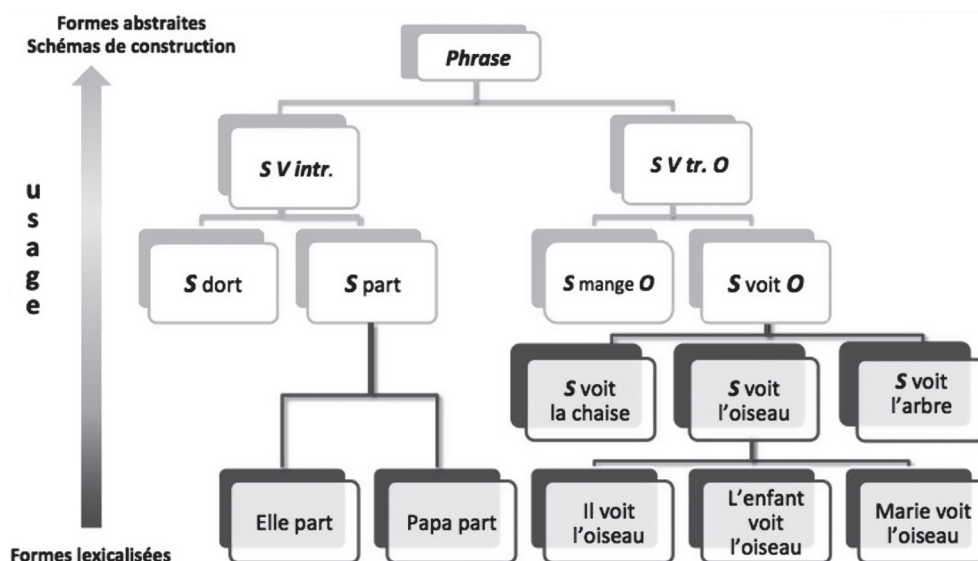 Formes abstraites
Schémas de construction
Phrase
S V intr.
S V tr. O
u
s
a
g
e
S dort
S part
S mange O
S voit O
S voit
la chaise
S voit
l'oiseau
S voit
l'arbre
Elle part
Papa part
Il voit
l'oiseau
L'enfant
voit
l'oiseau
Marie voit
l'oiseau
Formes lexicalisées